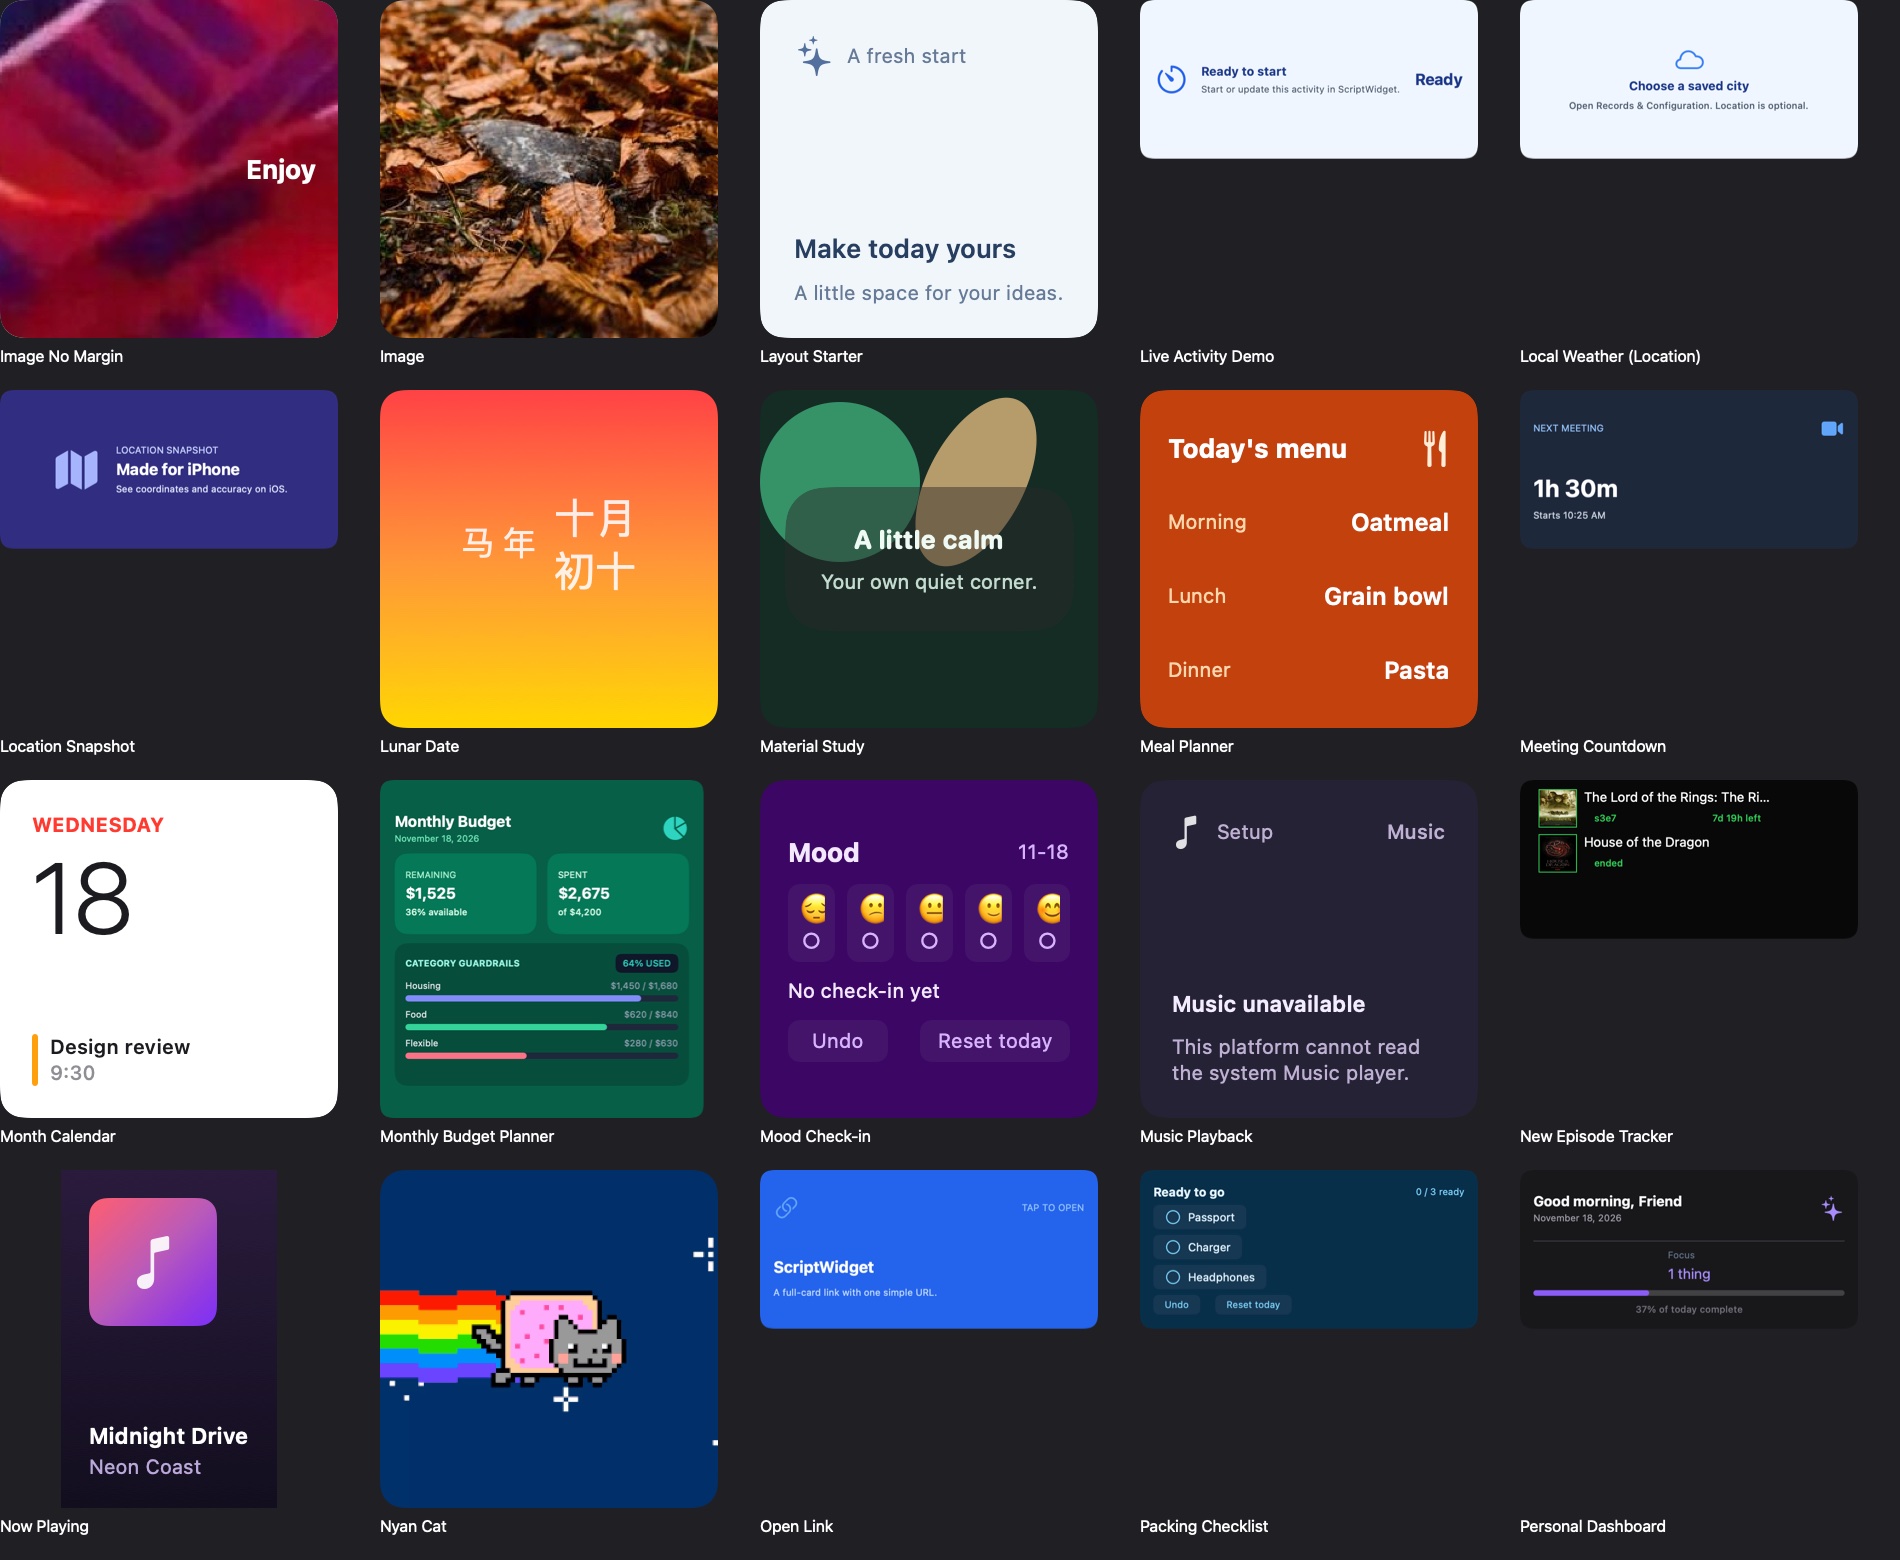 Enjoy
Image No Margin
Image
A fresh start
Make today yours
A little space for your ideas.
Layout Starter
Ready to start
Start or update this activity in ScriptWidget.
Ready
Live Activity Demo
Choose a saved city
Open Records & Configuration. Location is optional.
Local Weather (Location)
LOCATION SNAPSHOT
Made for iPhone
See coordinates and accuracy on iOS.
Location Snapshot
马年
十月
初十
Lunar Date
A little calm
Your own quiet corner.
Material Study
Today's menu
Morning Oatmeal
Lunch Grain bowl
Dinner Pasta
Meal Planner
NEXT MEETING
1h 30m
Starts 10:25 AM
Meeting Countdown
WEDNESDAY
18
Design review
9:30
Month Calendar
Monthly Budget
November 18, 2026
REMAINING
$1,525
36% available
SPENT
$2,675
of $4,200
CATEGORY GUARDRAILS 64% USED
Housing $1,450 / $1,680
Food $620 / $840
Flexible $280 / $630
Monthly Budget Planner
Mood 11-18
No check-in yet
Undo Reset today
Mood Check-in
Setup Music
Music unavailable
This platform cannot read
the system Music player.
Music Playback
The Lord of the Rings: The Ri...
s3e7 7d 19h left
House of the Dragon
ended
New Episode Tracker
Midnight Drive
Neon Coast
Now Playing
Nyan Cat
TAP TO OPEN
ScriptWidget
A full-card link with one simple URL.
Open Link
Ready to go 0 / 3 ready
Passport
Charger
Headphones
Undo Reset today
Packing Checklist
Good morning, Friend
November 18, 2026
Focus
1 thing
37% of today complete
Personal Dashboard